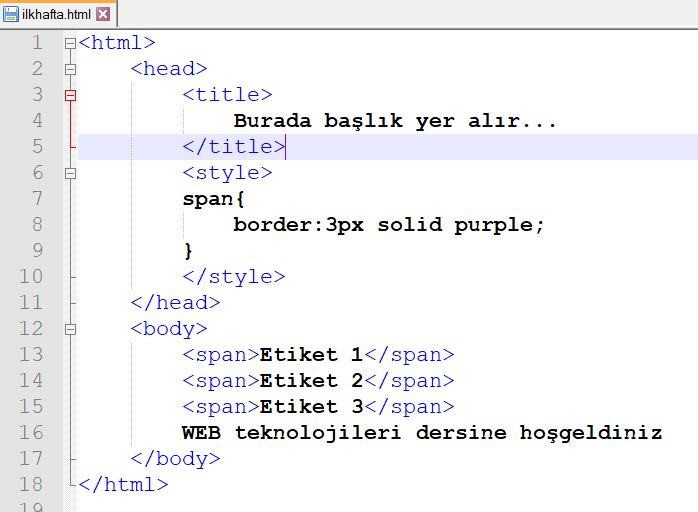 ilkhafta.html
1 <html>
2 <head>
3 <title>
4 Burada başlık yer alır...
5 </title>
6 <style>
7 span{
8 border:3px solid purple;
9 }
10 </style>
11 </head>
12 <body>
13 <span>Etiket 1</span>
14 <span>Etiket 2</span>
15 <span>Etiket 3</span>
16 WEB teknolojileri dersine hoşgeldiniz
17 </body>
18 </html>
19